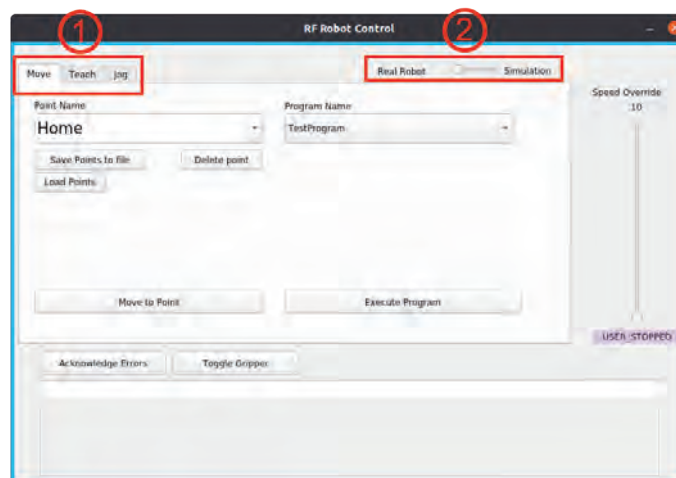 RF Robot Control
1
2
Move Teach Jog
Real Robot Simulation
Speed Override
10
Point Name
Program Name
Home
TestProgram
Save Points to file Delete point
Load Points
Move to Point
Execute Program
USER_STOPPED
Acknowledge Errors Toggle Gripper